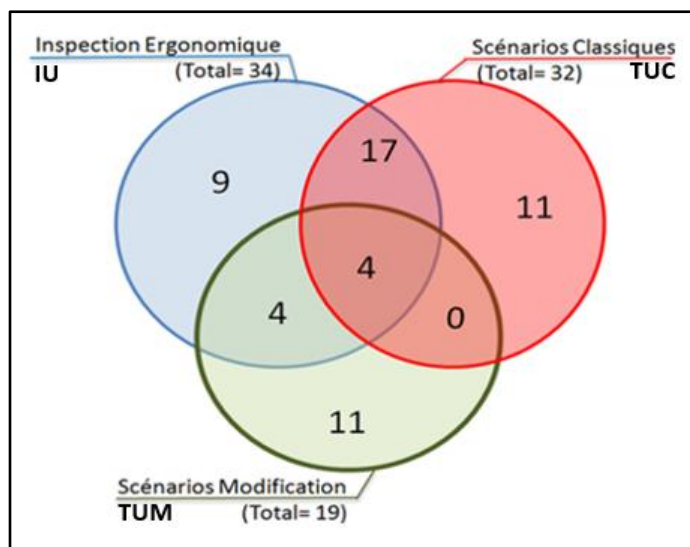 Inspection Ergonomique
IU (Total= 34)
Scénarios Classiques
(Total= 32) TUC
9
17
11
4
4
0
11
Scénarios Modification
TUM (Total= 19)